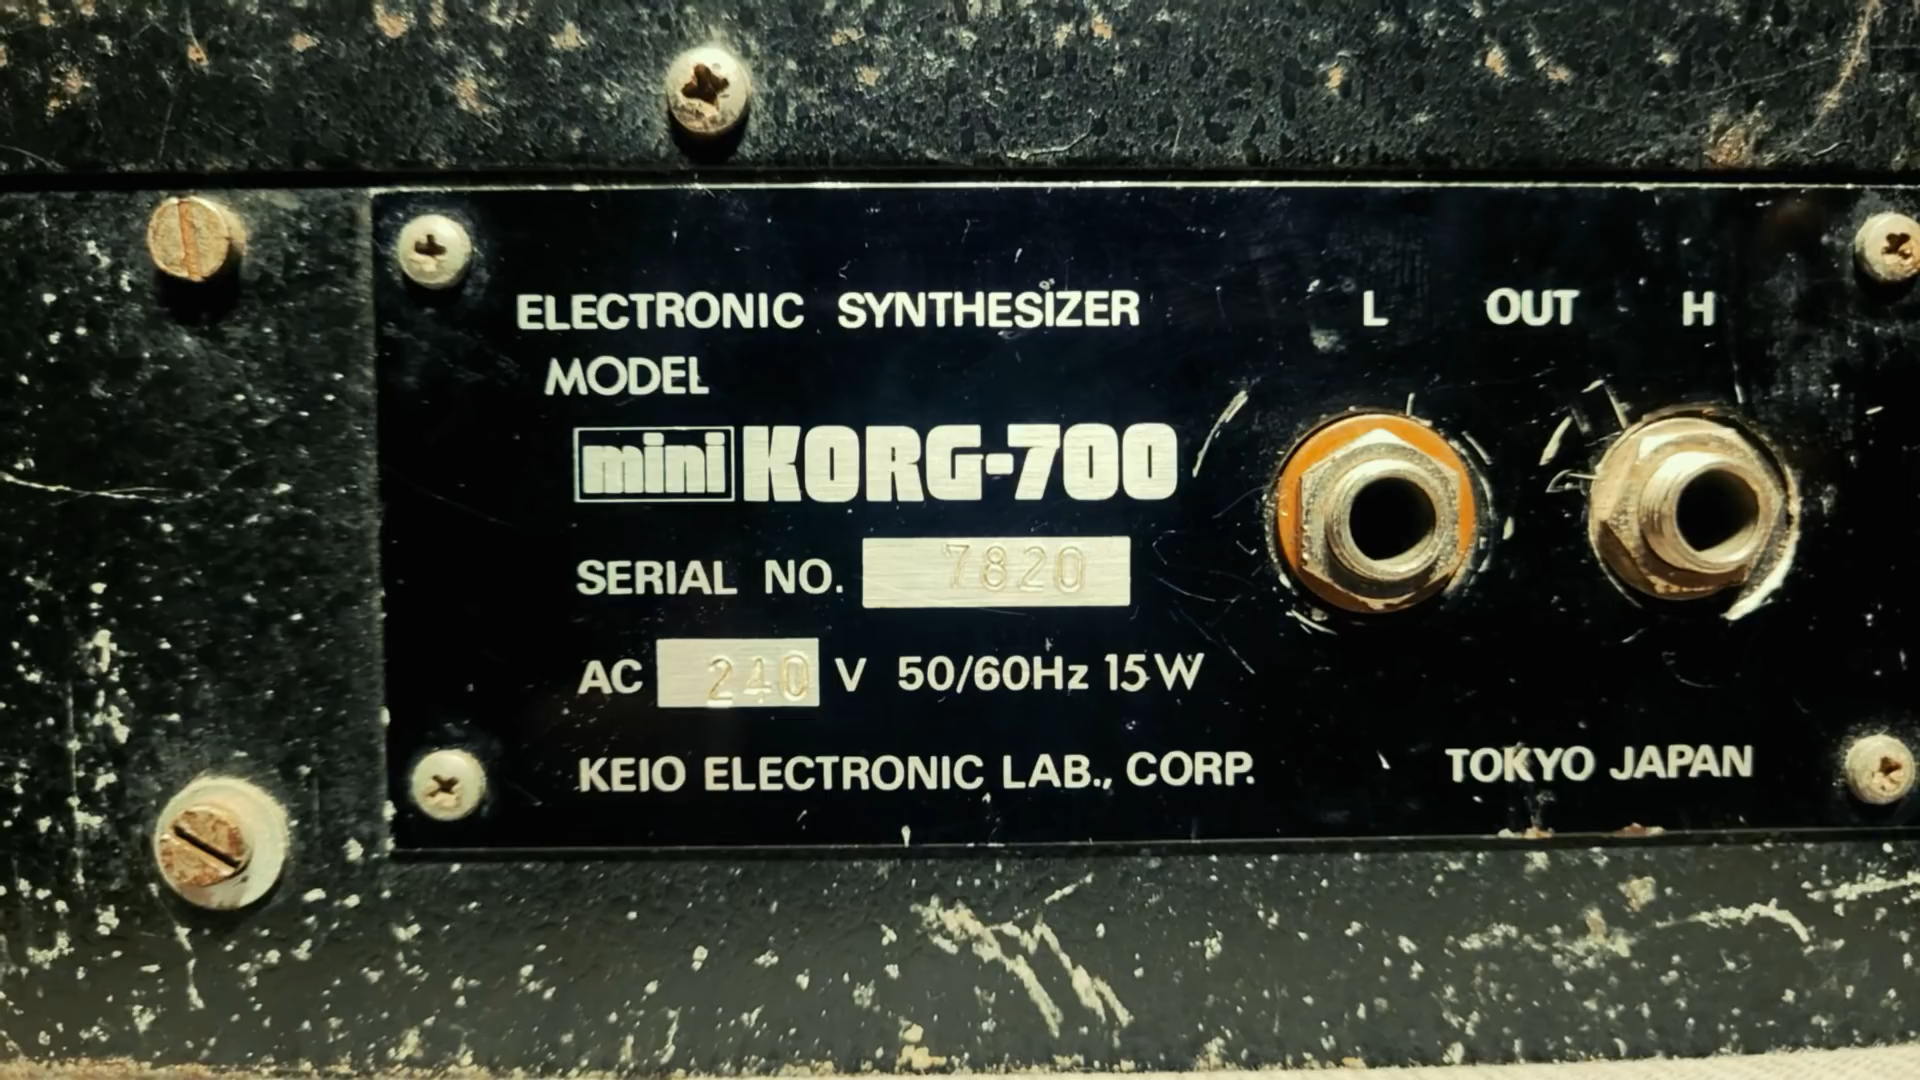 ELECTRONIC SYNTHESIZER
L OUT H
MODEL
mini KORG-700
SERIAL NO. 7820
AC 240 V 50/60Hz 15W
KEIO ELECTRONIC LAB., CORP. TOKYO JAPAN